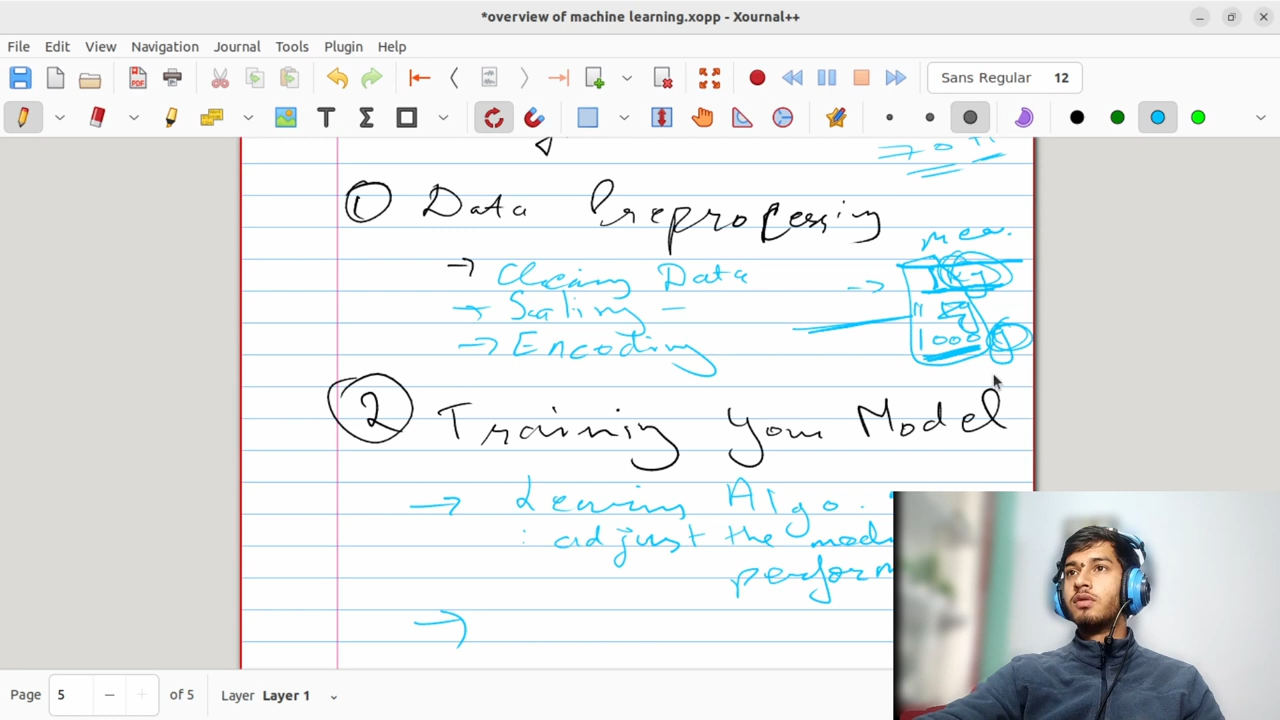 *overview of machine learning.xopp - Xournal++
File Edit View Navigation Journal Tools Plugin Help
Sans Regular 12
① Data Preprocessing
→ Cleaning Data →
→ Scaling –
→ Encoding
1000
② Training your Model
→ Learning Algo.
: adjust the
perform
→
Page 5 of 5 Layer Layer 1